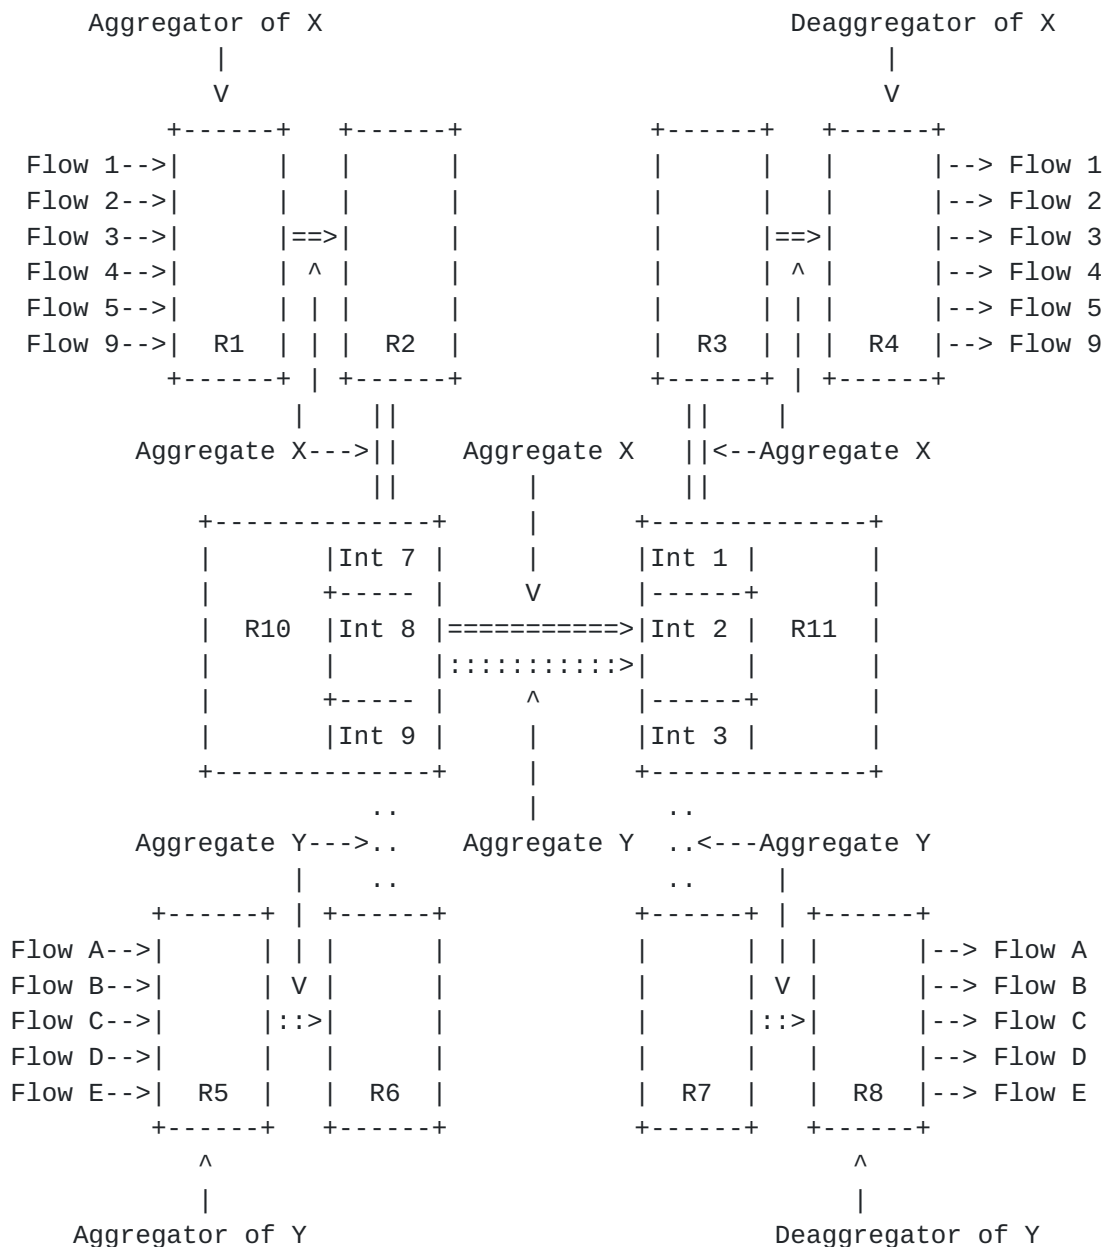 Aggregator of X                              Deaggregator of X
             |                                          |
             V                                          V
          +------+   +------+            +------+   +------+
 Flow 1-->|      |   |      |            |      |   |      |--> Flow 1
 Flow 2-->|      |   |      |            |      |   |      |--> Flow 2
 Flow 3-->|      |==>|      |            |      |==>|      |--> Flow 3
 Flow 4-->|      | ^ |      |            |      | ^ |      |--> Flow 4
 Flow 5-->|      | | |      |            |      | | |      |--> Flow 5
 Flow 9-->|  R1  | | |  R2  |            |  R3  | | |  R4  |--> Flow 9
          +------+ | +------+            +------+ | +------+
                  |    ||                  ||    |
       Aggregate X--->||    Aggregate X   ||<--Aggregate X
                       ||       |         ||
            +--------------+     |      +--------------+
            |       |Int 7 |     |      |Int 1 |       |
            |       +----- |     V      |------+       |
            |  R10  |Int 8 |===========>|Int 2 |  R11  |
            |       |      |:::::::::::>|      |       |
            |       +----- |     ^      |------+       |
            |       |Int 9 |     |      |Int 3 |       |
            +--------------+     |      +--------------+
                       ..        |        ..
       Aggregate Y--->..    Aggregate Y  ..<---Aggregate Y
                  |    ..                 ..    |
         +------+ | +------+            +------+ | +------+
Flow A-->|      | | |      |            |      | | |      |--> Flow A
Flow B-->|      | V |      |            |      | V |      |--> Flow B
Flow C-->|      |::>|      |            |      |::>|      |--> Flow C
Flow D-->|      |   |      |            |      |   |      |--> Flow D
Flow E-->|  R5  |   |  R6  |            |  R7  |   |  R8  |--> Flow E
         +------+   +------+            +------+   +------+
            ^                                         ^
            |                                         |
    Aggregator of Y                              Deaggregator of Y